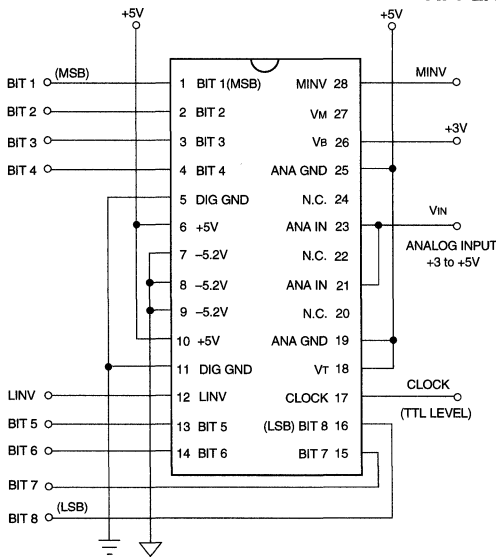 +5V
+5V
BIT 1 (MSB)
BIT 2
BIT 3
BIT 4
1 BIT 1(MSB)
2 BIT 2
3 BIT 3
4 BIT 4
5 DIG GND
6 +5V
7 –5.2V
8 –5.2V
9 –5.2V
10 +5V
11 DIG GND
12 LINV
13 BIT 5
14 BIT 6
MINV 28
VM 27
VB 26
ANA GND 25
N.C. 24
ANA IN 23
N.C. 22
ANA IN 21
N.C. 20
ANA GND 19
VT 18
CLOCK 17
(LSB) BIT 8 16
BIT 7 15
MINV
+3V
VIN
ANALOG INPUT
+3 to +5V
CLOCK
(TTL LEVEL)
LINV
BIT 5
BIT 6
BIT 7
BIT 8 (LSB)